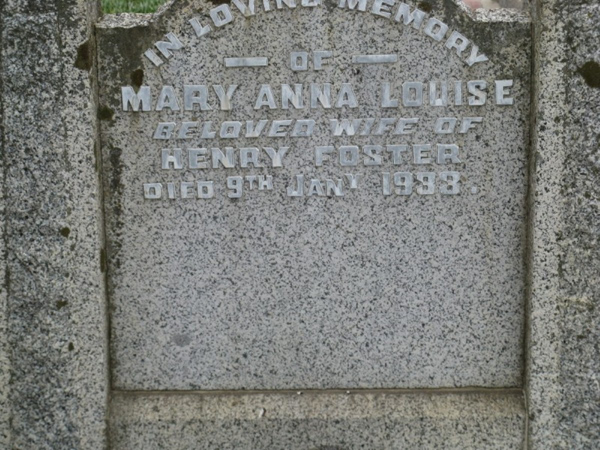 IN LOVING MEMORY
— OF —
MARY ANNA LOUISE
BELOVED WIFE OF
HENRY FOSTER
DIED 9TH JANY 1933.